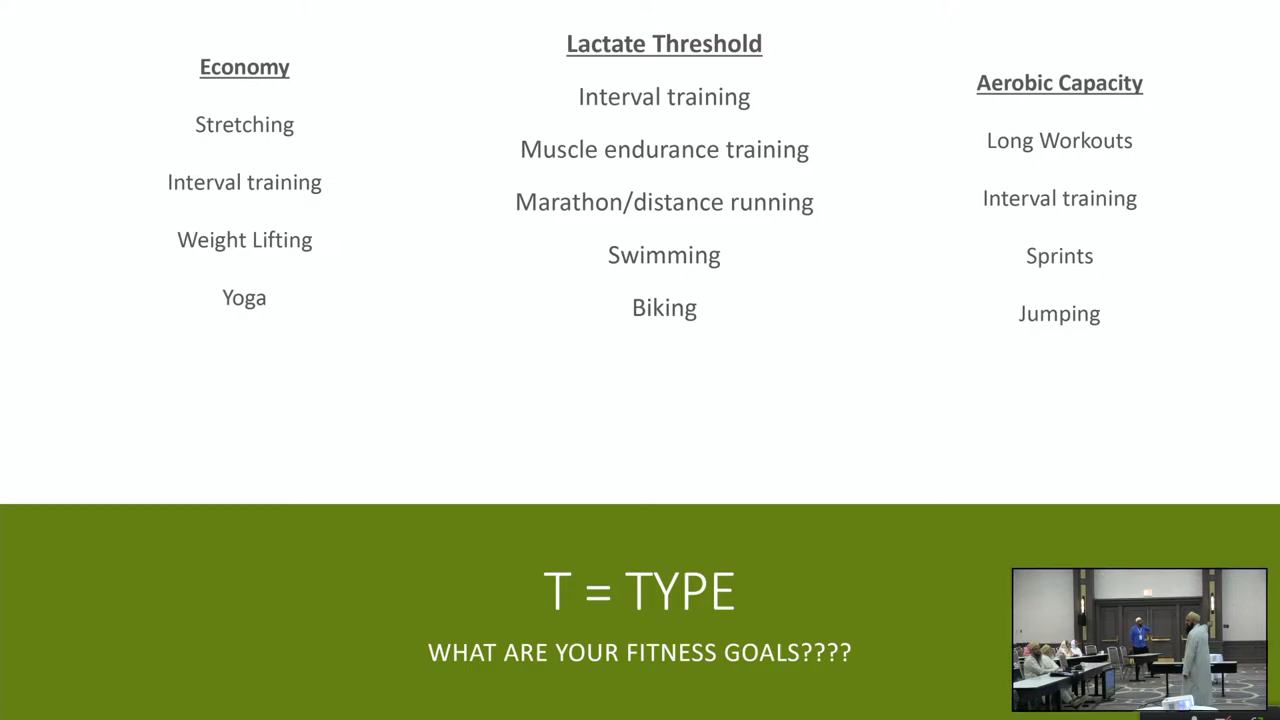 Economy
Stretching
Interval training
Weight Lifting
Yoga
Lactate Threshold
Interval training
Muscle endurance training
Marathon/distance running
Swimming
Biking
Aerobic Capacity
Long Workouts
Interval training
Sprints
Jumping
T = TYPE
WHAT ARE YOUR FITNESS GOALS????